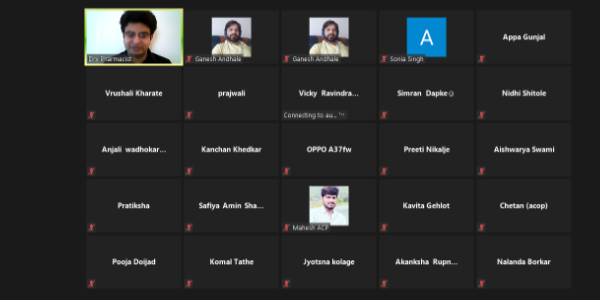 Dr's Pharmacist
Ganesh Andhale
Ganesh Andhale
A
Sonia Singh
Appa Gunjal
Vrushali Kharate
prajwali
Vicky Ravindra...
Connecting to au...
Simran Dapke☺
Nidhi Shitole
Anjali wadhokar...
Kanchan Khedkar
OPPO A37fw
Preeti Nikalje
Aishwarya Swami
Pratiksha
Safiya Amin Sha...
Mahesh ACP
Kavita Gehlot
Chetan (acop)
Pooja Doijad
Komal Tathe
Jyotsna kolage
Akanksha Rupn...
Nalanda Borkar